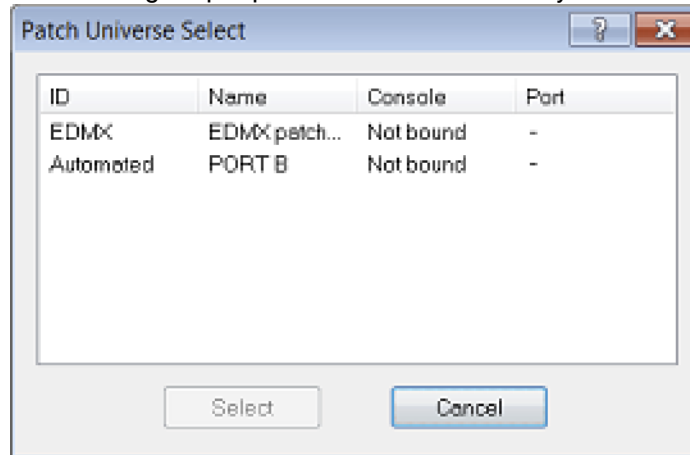 Patch Universe Select
ID Name Console Port
EDMX EDMX patch... Not bound -
Automated PORT B Not bound -
Select Cancel